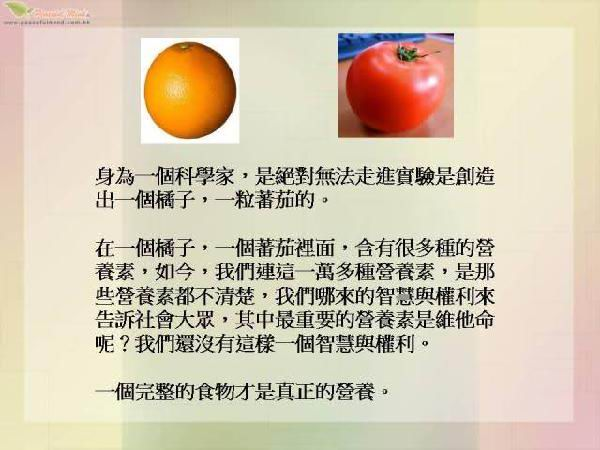 Peaceful Mind
www.peacefulmind.com.hk
身為一個科學家，是絕對無法走進實驗是創造
出一個橘子，一粒蕃茄的。
在一個橘子，一個蕃茄裡面，含有很多種的營
養素，如今，我們連這一萬多種營養素，是那
些營養素都不清楚，我們哪來的智慧與權利來
告訴社會大眾，其中最重要的營養素是維他命
呢？我們還沒有這樣一個智慧與權利。
一個完整的食物才是真正的營養。